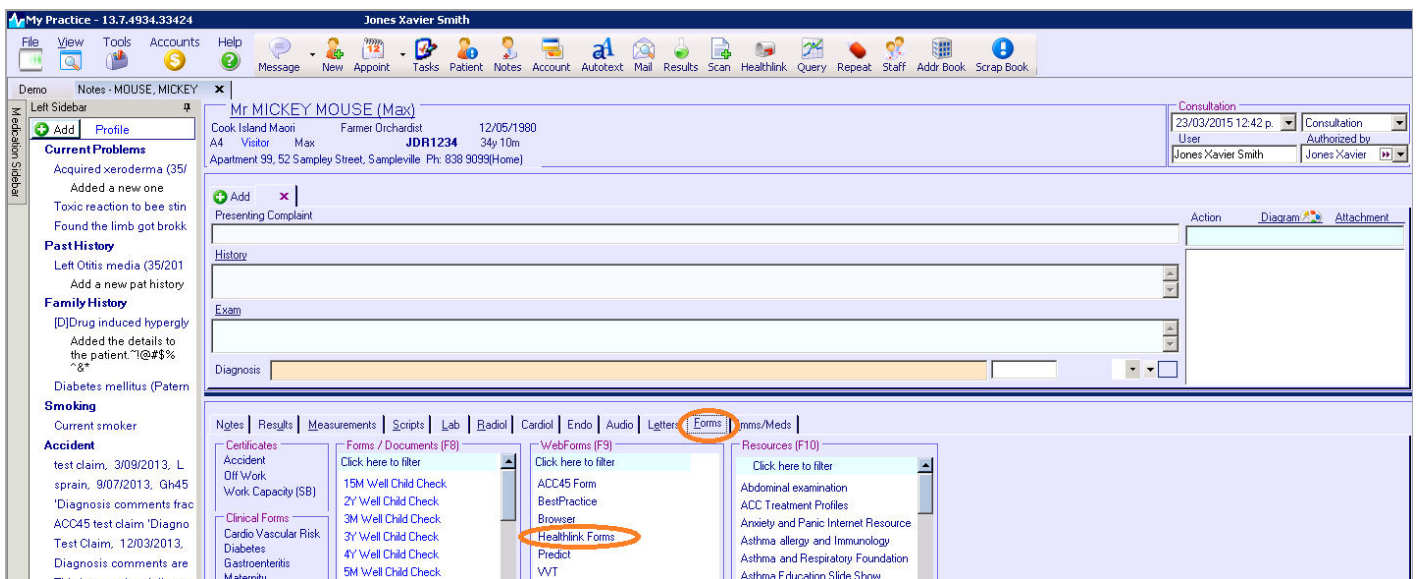 My Practice - 13.7.4934.33424 Jones Xavier Smith
File View Tools Accounts Help
Message New Appoint Tasks Patient Notes Account Autotext Mail Results Scan Healthlink Query Repeat Staff Addr Book Scrap Book
Demo Notes - MOUSE, MICKEY
Medication Sidebar
Left Sidebar
Add Profile
Current Problems
Acquired xeroderma (35/
Added a new one
Toxic reaction to bee stin
Found the limb got brokk
Past History
Left Otitis media (35/201
Add a new pat history
Family History
[D]Drug induced hypergly
Added the details to
the patient.~!@#$%
^&*
Diabetes mellitus (Patern
Smoking
Current smoker
Accident
test claim, 3/09/2013, L
sprain, 9/07/2013, Gh45
'Diagnosis comments frac
ACC45 test claim 'Diagno
Test Claim, 12/03/2013,
Diagnosis comments are
Mr MICKEY MOUSE (Max)
Cook Island Maori Farmer Orchardist 12/05/1980
A4 Visitor Max JDR1234 34y 10m
Apartment 99, 52 Sampley Street, Sampleville Ph: 838 9099(Home)
Consultation
23/03/2015 12:42 p. Consultation
User Authorized by
Jones Xavier Smith Jones Xavier
Add
Presenting Complaint
History
Exam
Diagnosis
Action Diagram Attachment
Notes Results Measurements Scripts Lab Radiol Cardiol Endo Audio Letters Forms Imms/Meds
Certificates
Accident
Off Work
Work Capacity (SB)
Clinical Forms
Cardio Vascular Risk
Diabetes
Gastroenteritis
Maternity
Forms / Documents (F8)
Click here to filter
15M Well Child Check
2Y Well Child Check
3M Well Child Check
3Y Well Child Check
4Y Well Child Check
5M Well Child Check
WebForms (F9)
Click here to filter
ACC45 Form
BestPractice
Browser
Healthlink Forms
Predict
VVT
Resources (F10)
Click here to filter
Abdominal examination
ACC Treatment Profiles
Anxiety and Panic Internet Resource
Asthma allergy and Immunology
Asthma and Respiratory Foundation
Asthma Education Slide Show